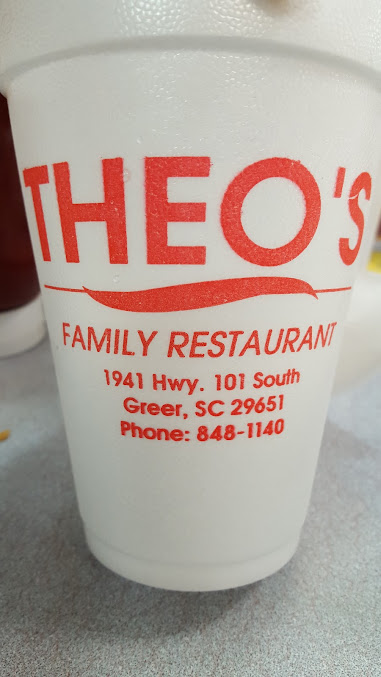 THEO'S
FAMILY RESTAURANT
1941 Hwy. 101 South
Greer, SC 29651
Phone: 848-1140